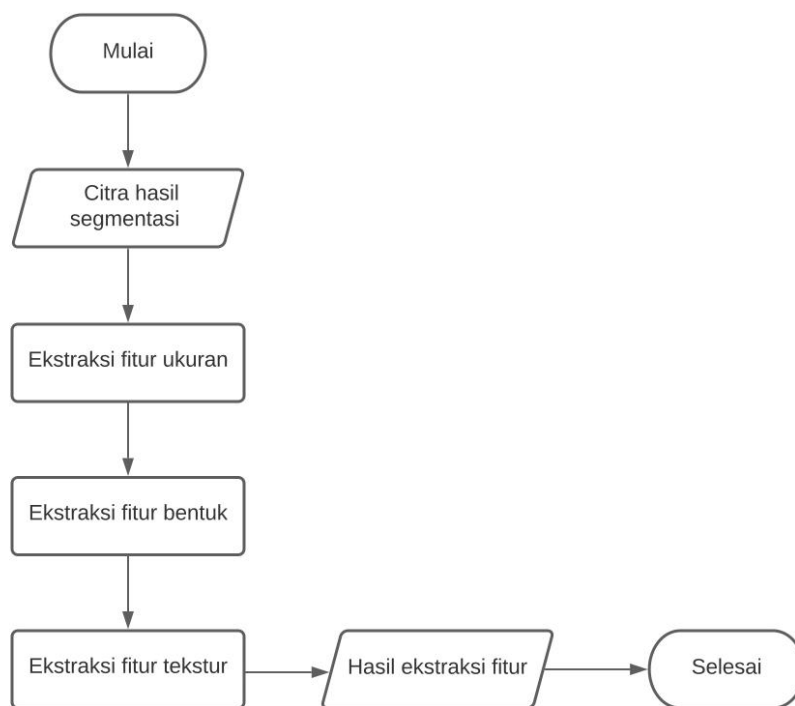 Mulai
Citra hasil
segmentasi
Ekstraksi fitur ukuran
Ekstraksi fitur bentuk
Ekstraksi fitur tekstur
Hasil ekstraksi fitur
Selesai